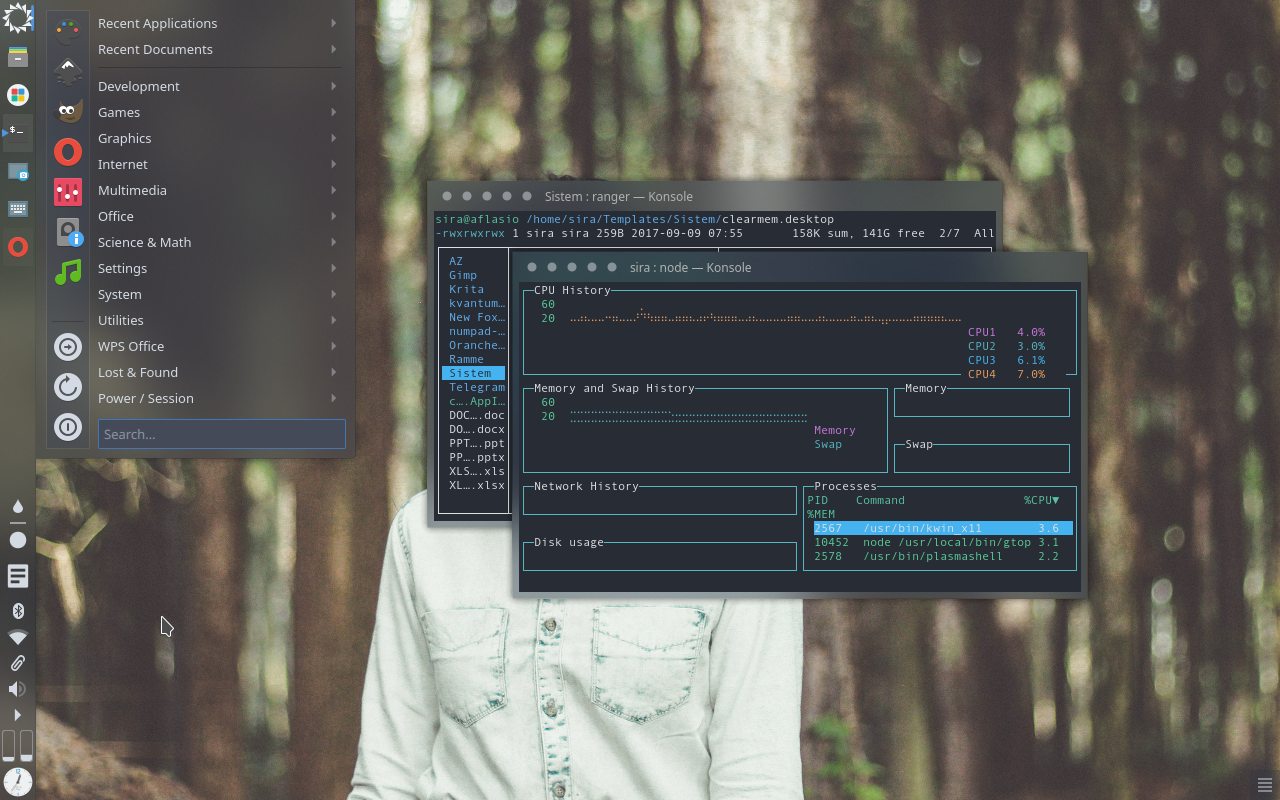 Recent Applications
Recent Documents
Development
Games
Graphics
Internet
Multimedia
Office
Science & Math
Settings
System
Utilities
WPS Office
Lost & Found
Power / Session
Search...
$-
Sistem : ranger — Konsole
sira@aflasio /home/sira/Templates/Sistem/clearmem.desktop
-rwxrwxrwx 1 sira sira 259B 2017-09-09 07:55 158K sum, 141G free 2/7 All
AZ
Gimp
Krita
kvantum…
New Fox…
numpad-…
Oranche…
Ramme
Sistem
Telegram
c….AppI…
DOC….doc
DO….docx
PPT….ppt
PP….pptx
XLS….xls
XL….xlsx
sira : node — Konsole
CPU History
60
20
CPU1 4.0%
CPU2 3.0%
CPU3 6.1%
CPU4 7.0%
Memory and Swap History
60
20
Memory
Swap
Memory
Swap
Network History
Disk usage
Processes
PID Command %CPU▼
%MEM
2567 /usr/bin/kwin_x11 3.6
10452 node /usr/local/bin/gtop 3.1
2578 /usr/bin/plasmashell 2.2